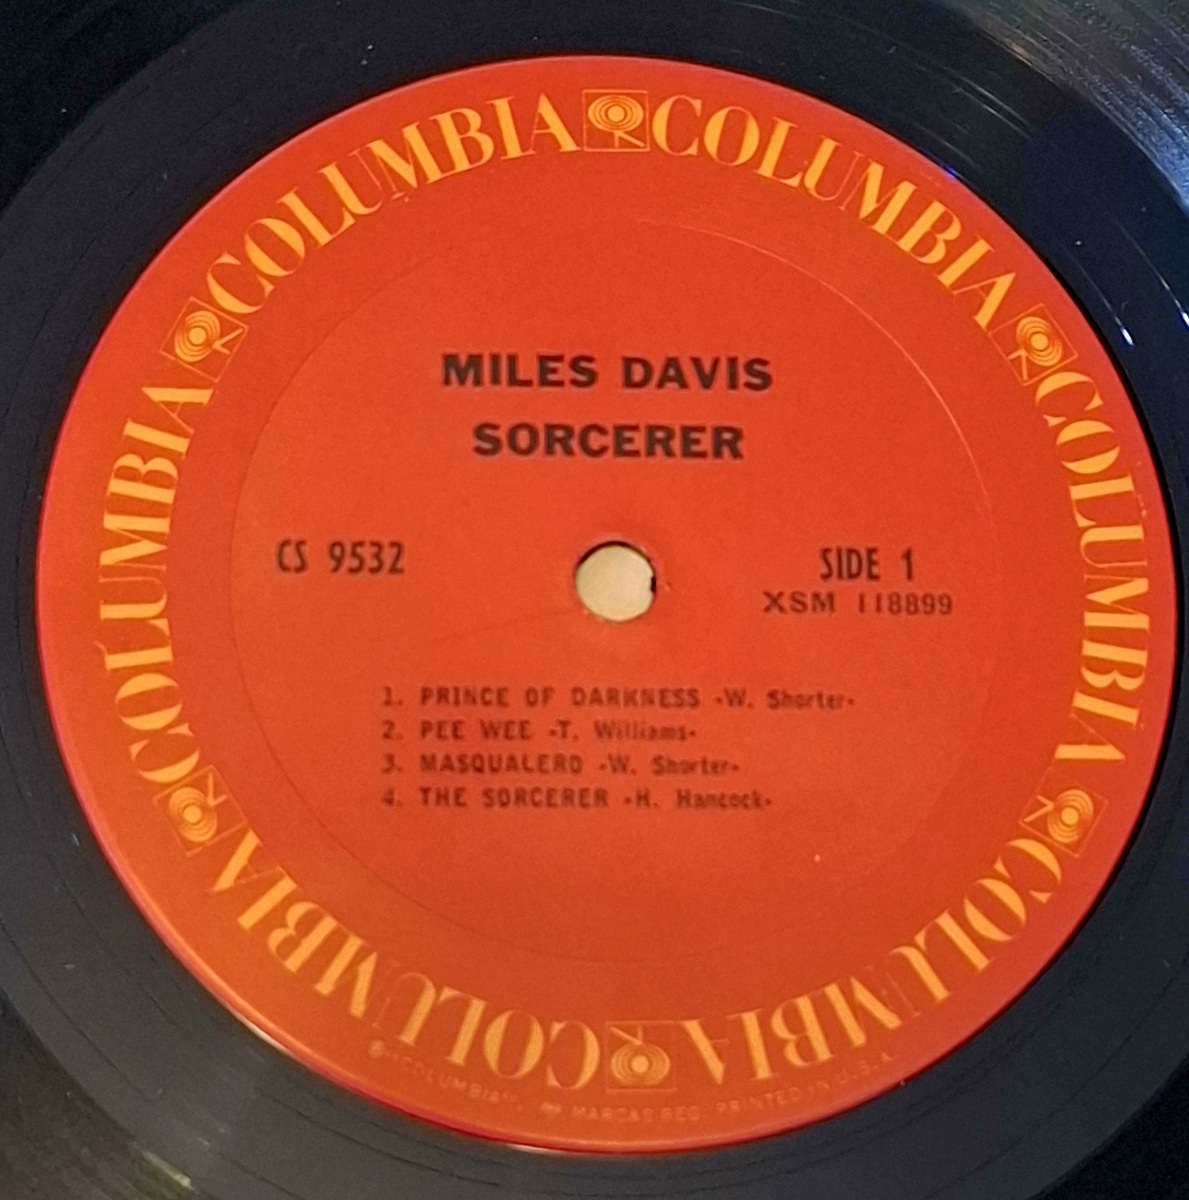 COLUMBIA COLUMBIA COLUMBIA COLUMBIA COLUMBIA COLUMBIA
MILES DAVIS
SORCERER
CS 9532
SIDE 1
XSM 118899
1. PRINCE OF DARKNESS -W. Shorter-
2. PEE WEE -T. Williams-
3. MASQUALERO -W. Shorter-
4. THE SORCERER -H. Hancock-
"COLUMBIA", MARCAS REG. PRINTED IN U.S.A.